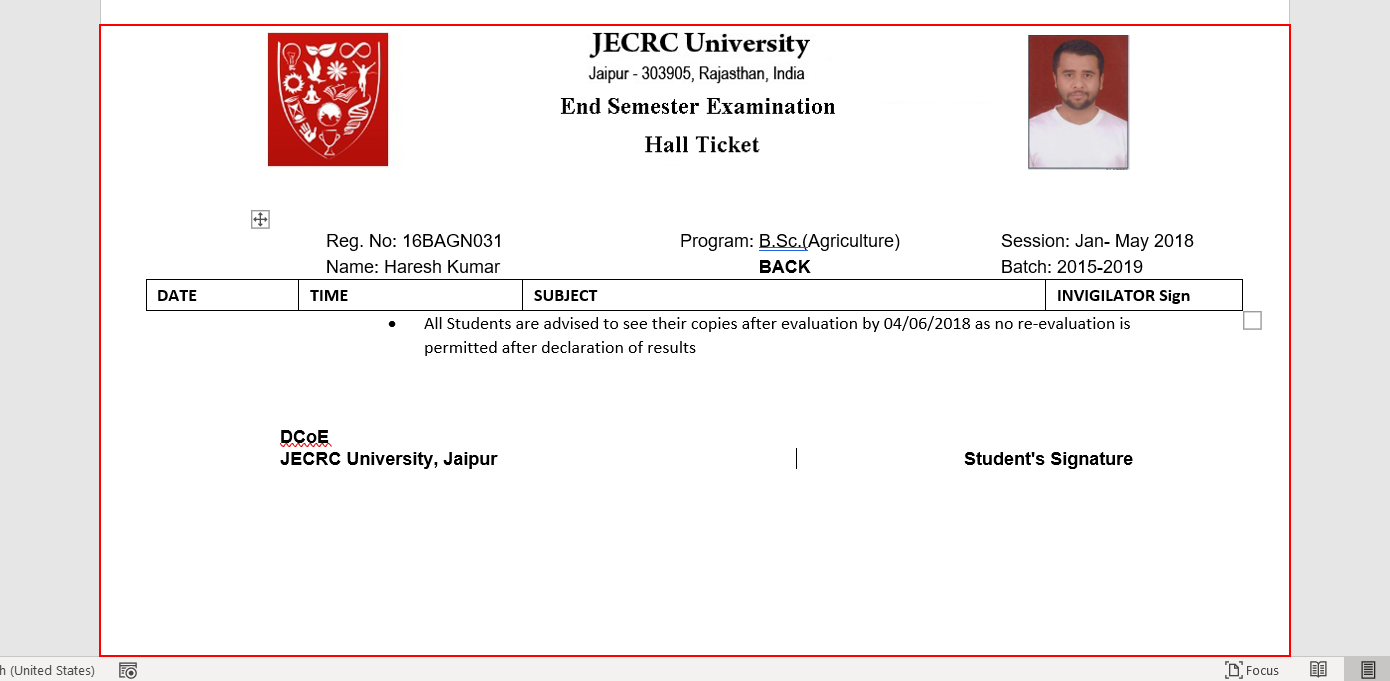 JECRC University
Jaipur - 303905, Rajasthan, India
End Semester Examination
Hall Ticket
Reg. No: 16BAGN031 Program: B.Sc.(Agriculture) Session: Jan- May 2018
Name: Haresh Kumar BACK Batch: 2015-2019
DATE TIME SUBJECT INVIGILATOR Sign
• All Students are advised to see their copies after evaluation by 04/06/2018 as no re-evaluation is
permitted after declaration of results
DCoE
JECRC University, Jaipur Student's Signature
h (United States) Focus